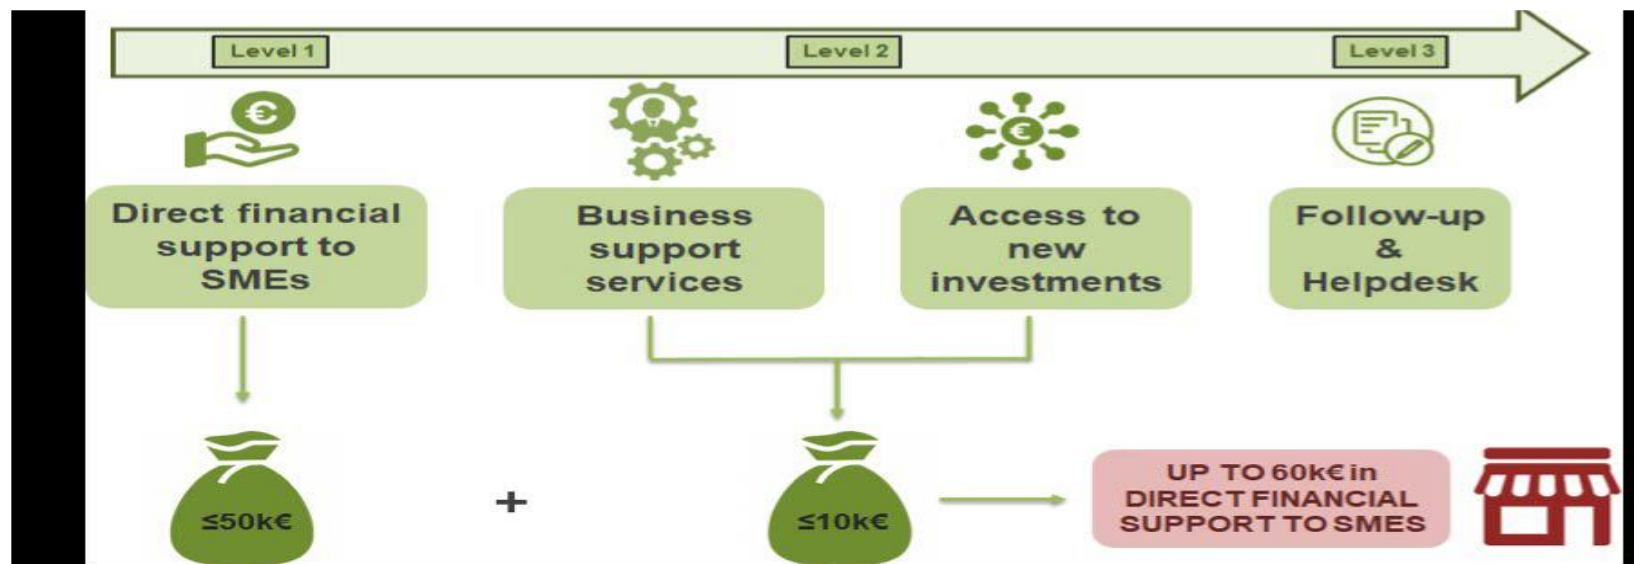 Level 1
Level 2
Level 3
€
€
Direct financial
support to
SMEs
Business
support
services
Access to
new
investments
Follow-up
&
Helpdesk
≤50k€
+
≤10k€
UP TO 60k€ in
DIRECT FINANCIAL
SUPPORT TO SMES